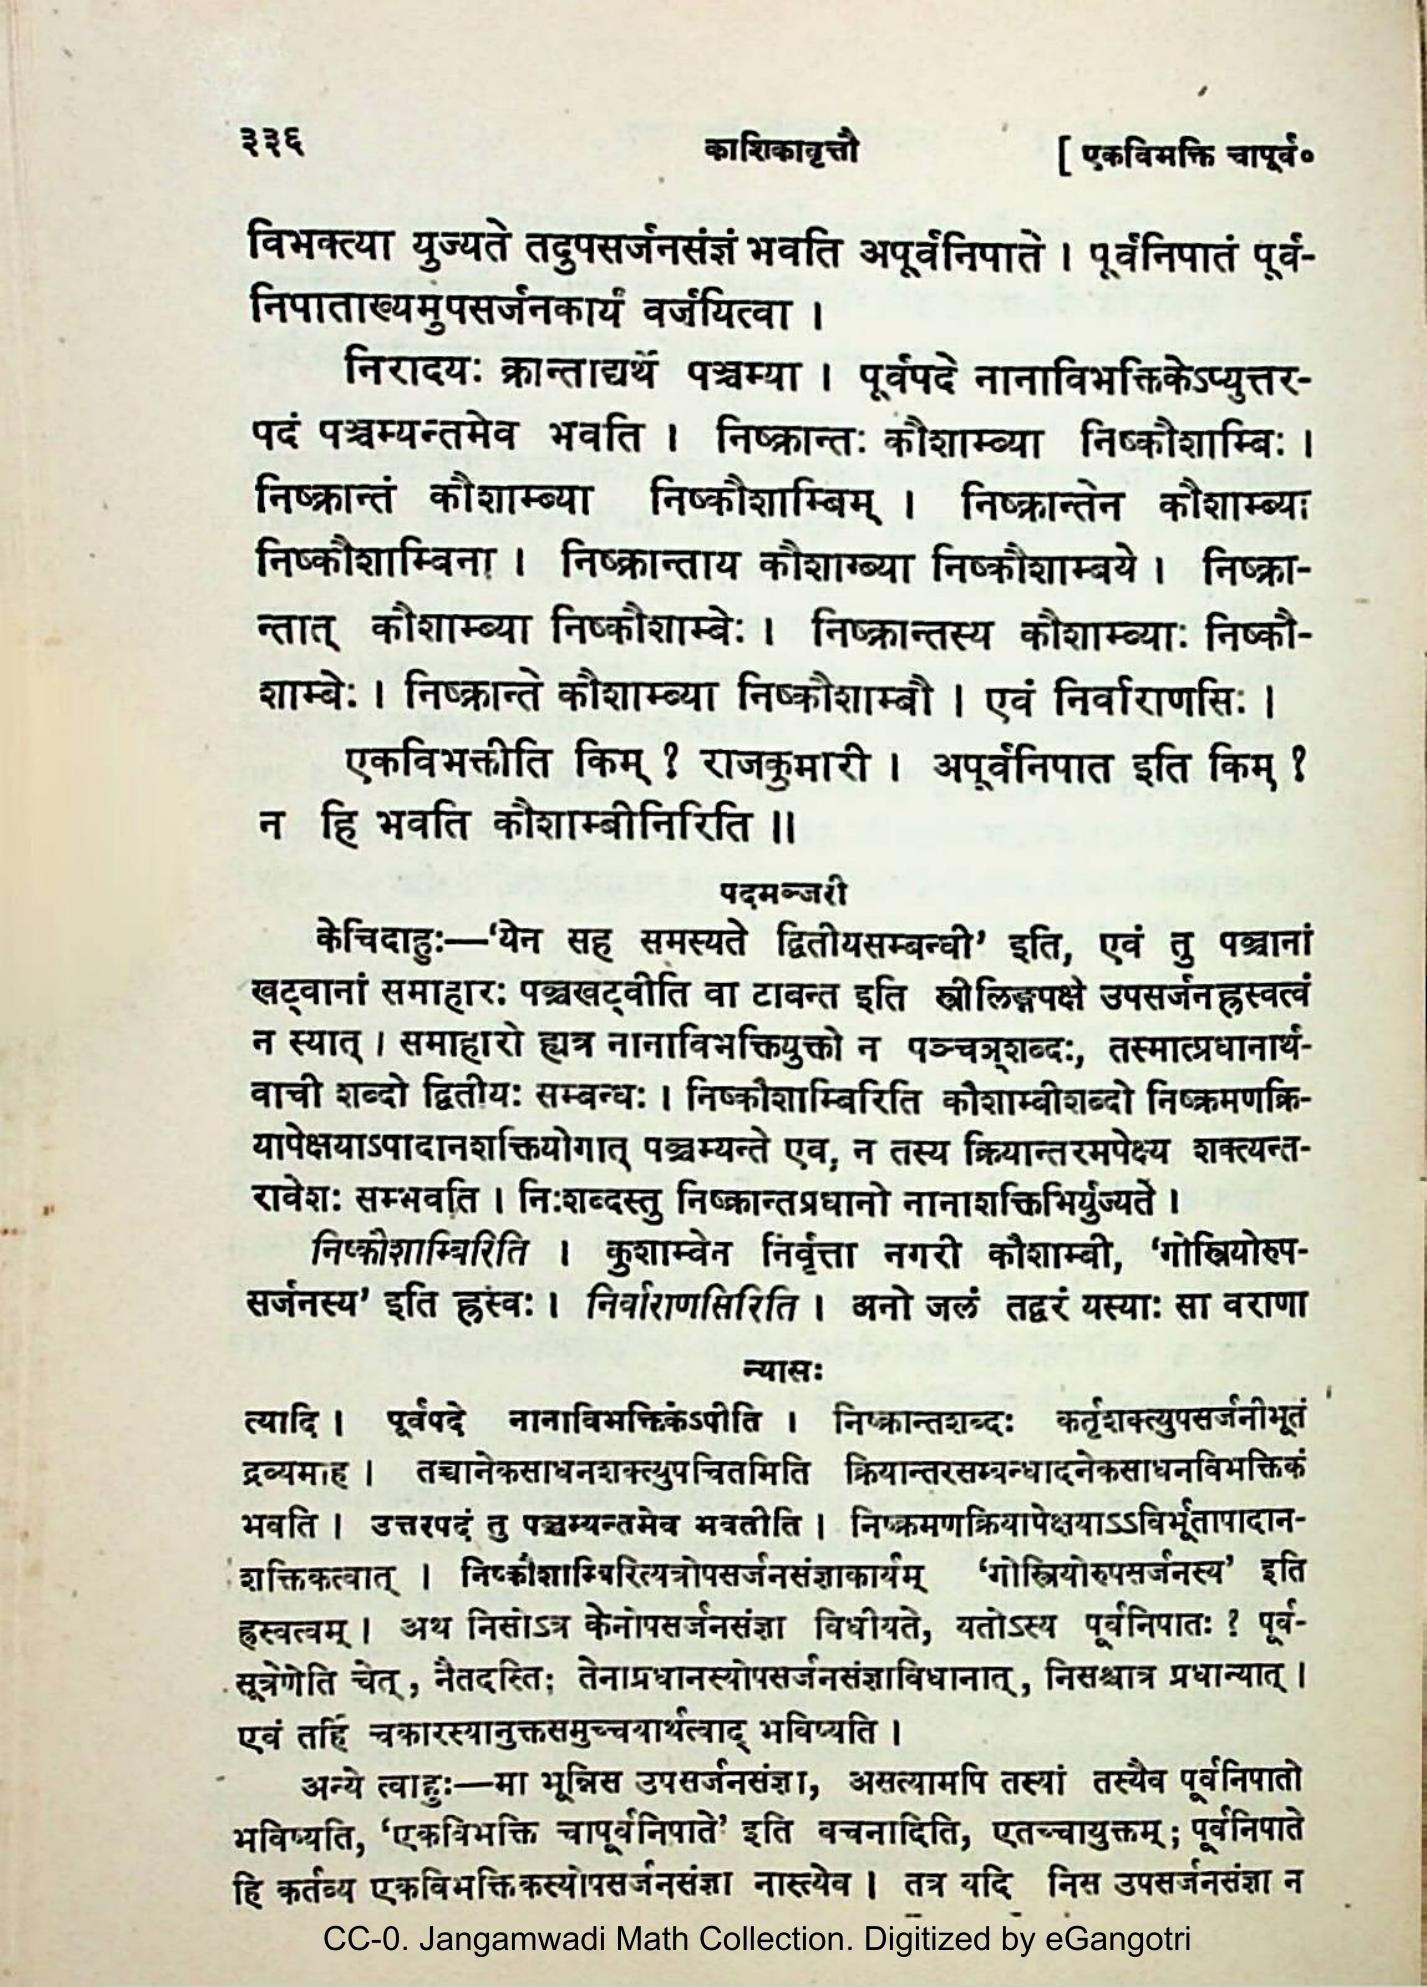 ३३६ काशिकावृत्तौ [ एकविभक्ति चापूर्व०
विभक्त्या युज्यते तदुपसर्जनसंज्ञं भवति अपूर्वनिपाते । पूर्वनिपातं पूर्व-
निपाताख्यमुपसर्जनकार्यं वर्जयित्वा ।
निरादयः क्रान्ताद्यर्थे पञ्चम्या । पूर्वपदे नानाविभक्तिकेऽप्युत्तर-
पदं पञ्चम्यन्तमेव भवति । निष्क्रान्तः कौशाम्ब्या निष्कौशाम्बिः ।
निष्क्रान्तं कौशाम्ब्या निष्कौशाम्बिम् । निष्क्रान्तेन कौशाम्ब्याः
निष्कौशाम्बिना । निष्क्रान्ताय कौशाम्ब्या निष्कौशाम्बये । निष्क्रा-
न्तात् कौशाम्ब्या निष्कौशाम्बेः । निष्क्रान्तस्य कौशाम्ब्याः निष्कौ-
शाम्बेः । निष्क्रान्ते कौशाम्ब्या निष्कौशाम्बौ । एवं निर्वाराणसिः ।
एकविभक्तीति किम् ? राजकुमारी । अपूर्वनिपात इति किम् ?
न हि भवति कौशाम्बीनिरिति ॥
पदमञ्जरी
केचिदाहुः—‘येन सह समस्यते द्वितीयसम्बन्धी’ इति, एवं तु पञ्चानां
खट्वानां समाहारः पञ्चखट्वीति वा टाबन्त इति स्त्रीलिङ्गपक्षे उपसर्जनह्रस्वत्वं
न स्यात् । समाहारो ह्यत्र नानाविभक्तियुक्तो न पञ्चञ्शब्दः, तस्मात्प्रधानार्थ-
वाची शब्दो द्वितीयः सम्बन्धः । निष्कौशाम्बिरिति कौशाम्बीशब्दो निष्क्रमणक्रि-
यापेक्षयाऽपादानशक्तियोगात् पञ्चम्यन्ते एव, न तस्य क्रियान्तरमपेक्ष्य शक्त्यन्त-
रावेशः सम्भवति । निःशब्दस्तु निष्क्रान्तप्रधानो नानाशक्तिभिर्युज्यते ।
निष्कौशाम्बिरिति । कुशाम्बेन निर्वृत्ता नगरी कौशाम्बी, ‘गोस्त्रियोरुप-
सर्जनस्य’ इति ह्रस्वः । निर्वाराणसिरिति । अनो जलं तद्वरं यस्याः सा वराणा
न्यासः
त्यादि । पूर्वपदे नानाविभक्तिकेऽपीति । निष्क्रान्तशब्दः कर्तृशक्त्युपसर्जनीभूतं
द्रव्यमाह । तच्चानेकसाधनशक्त्युपचितमिति क्रियान्तरसम्बन्धादनेकसाधनविभक्तिकं
भवति । उत्तरपदं तु पञ्चम्यन्तमेव भवतीति । निष्क्रमणक्रियापेक्षयाऽऽविर्भूतापादान-
शक्तिकत्वात् । निष्कौशाम्बिरित्यत्रोपसर्जनसंज्ञाकार्यम् ‘गोस्त्रियोरुपसर्जनस्य’ इति
ह्रस्वत्वम् । अथ निसोऽत्र केनोपसर्जनसंज्ञा विधीयते, यतोऽस्य पूर्वनिपातः ? पूर्व-
सूत्रेणेति चेत्, नैतदस्ति; तेनाप्रधानस्योपसर्जनसंज्ञाविधानात्, निसश्चात्र प्रधान्यात् ।
एवं तर्हि चकारस्यानुक्तसमुच्चयार्थत्वाद् भविष्यति ।
अन्ये त्वाहुः—मा भून्निस उपसर्जनसंज्ञा, असत्यामपि तस्यां तस्यैव पूर्वनिपातो
भविष्यति, ‘एकविभक्ति चापूर्वनिपाते’ इति वचनादिति, एतच्चायुक्तम्; पूर्वनिपाते
हि कर्तव्य एकविभक्तिकस्योपसर्जनसंज्ञा नास्त्येव । तत्र यदि निस उपसर्जनसंज्ञा न
CC-0. Jangamwadi Math Collection. Digitized by eGangotri